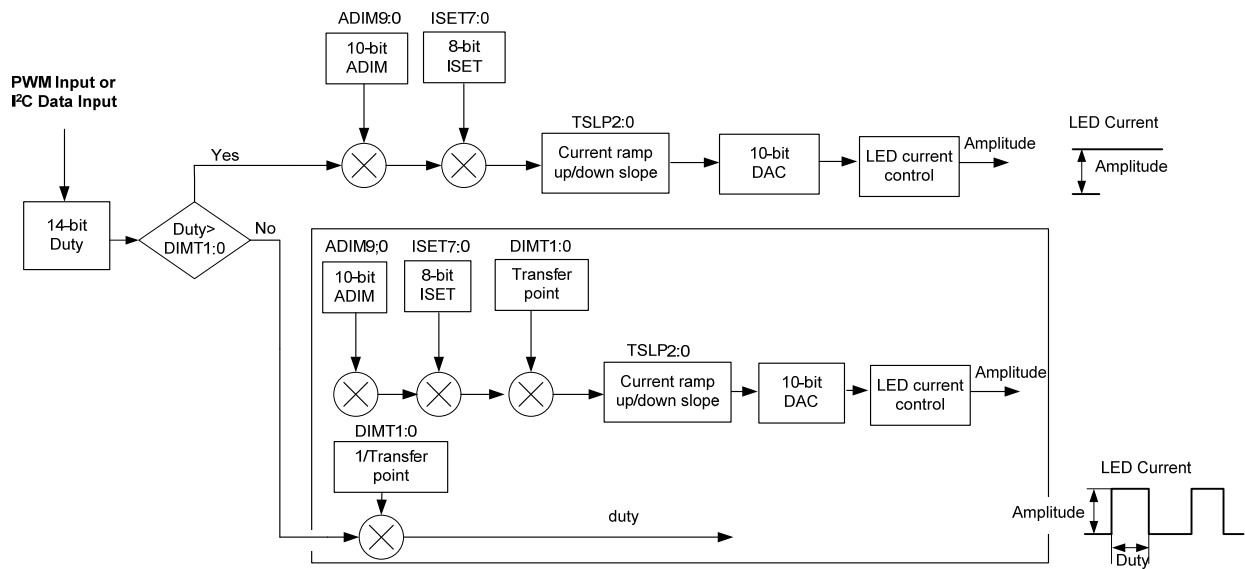 ADIM9:0
ISET7:0
10-bit
ADIM
8-bit
ISET
PWM Input or
I²C Data Input
TSLP2:0
Current ramp
up/down slope
10-bit
DAC
LED current
control
Amplitude
LED Current
Amplitude
Yes
14-bit
Duty
Duty>
DIMT1:0
No
ADIM9;0
ISET7:0
DIMT1:0
10-bit
ADIM
8-bit
ISET
Transfer
point
TSLP2:0
Current ramp
up/down slope
10-bit
DAC
LED current
control
Amplitude
DIMT1:0
1/Transfer
point
duty
LED Current
Amplitude
Duty